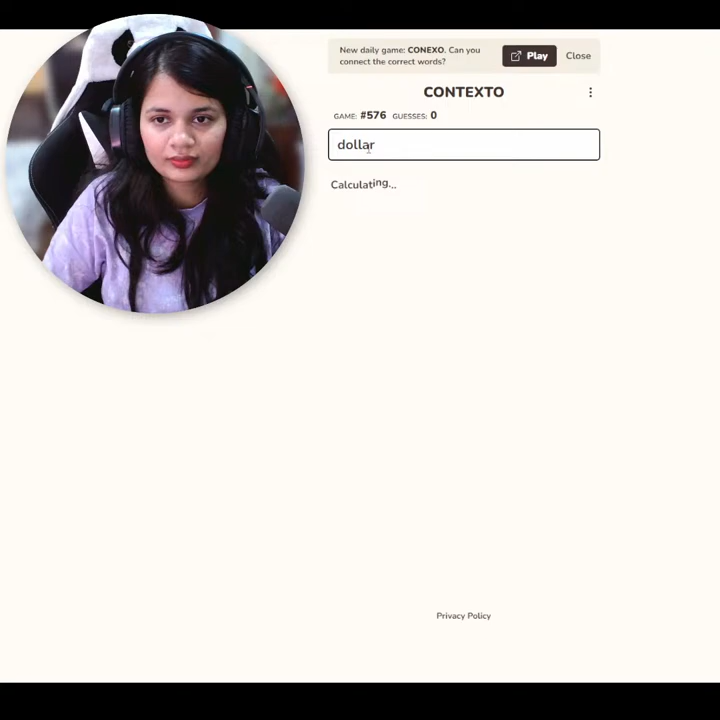 New daily game: CONEXO. Can you
connect the correct words?
Play
Close
CONTEXTO
GAME: #576 GUESSES: 0
dollar
Calculating...
Privacy Policy